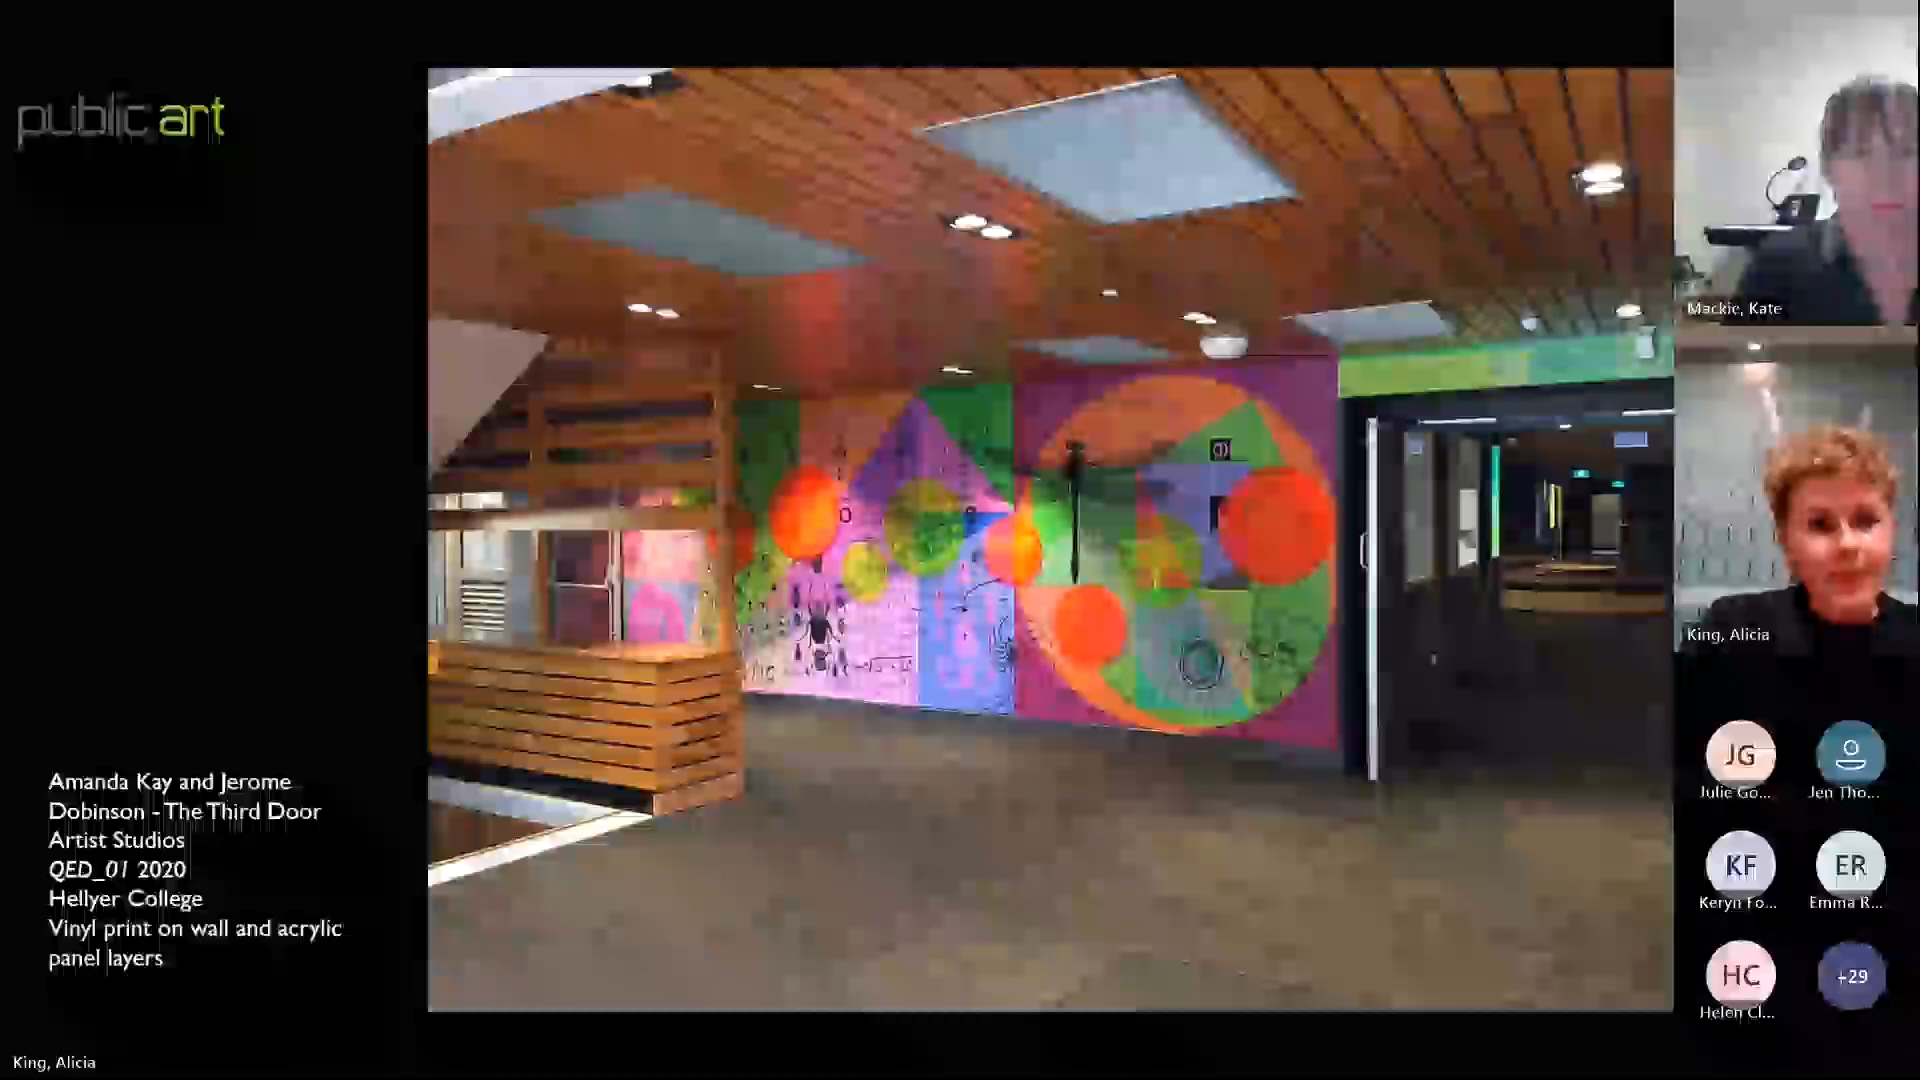 public art
Amanda Kay and Jerome
Dobinson - The Third Door
Artist Studios
QED_01 2020
Hellyer College
Vinyl print on wall and acrylic
panel layers
King, Alicia
Mackie, Kate
King, Alicia
JG
Julie Go...
Jen Tho...
KF
Keryn Fo...
ER
Emma R...
HC
Helen Cl...
+29